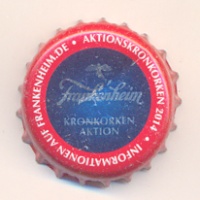 INFORMATIONEN AUF FRANKENHEIM.DE • AKTIONSKRONKORKEN 2014 •
Frankenheim
KRONKORKEN
AKTION